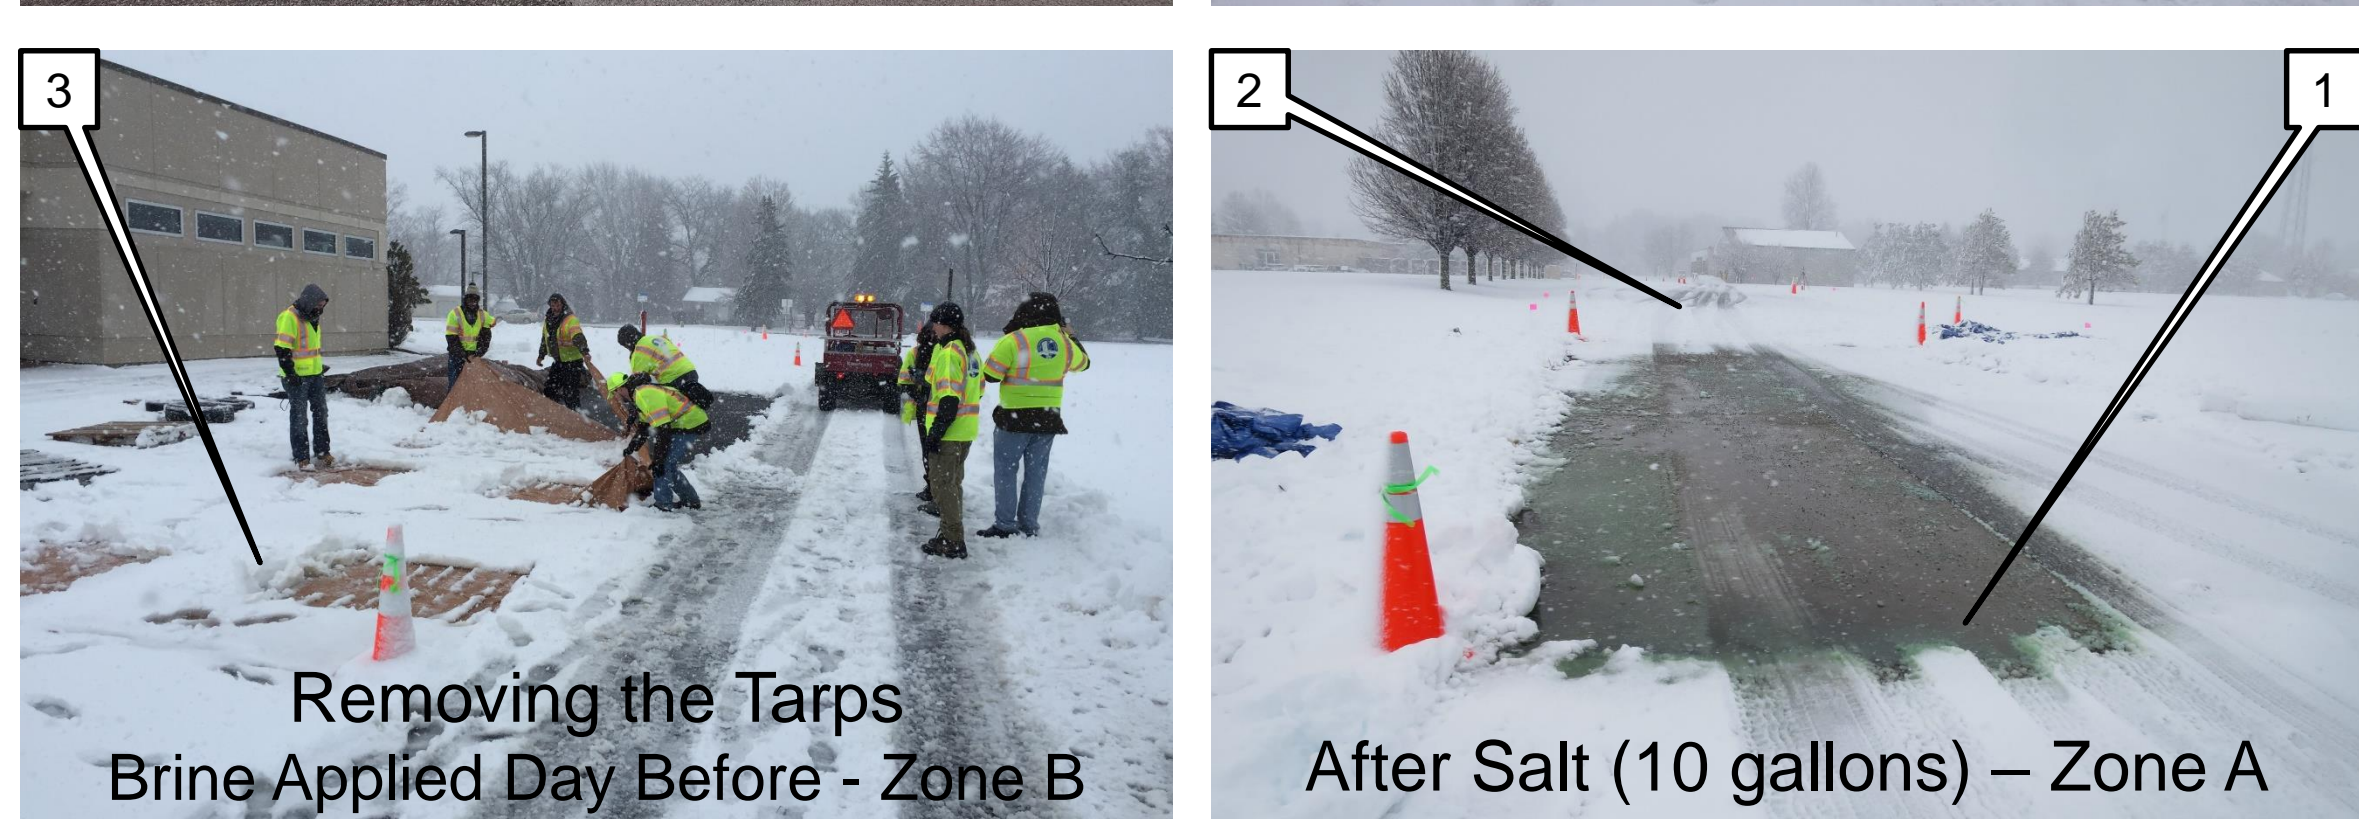 3
2
1
Removing the Tarps
Brine Applied Day Before - Zone B
After Salt (10 gallons) – Zone A